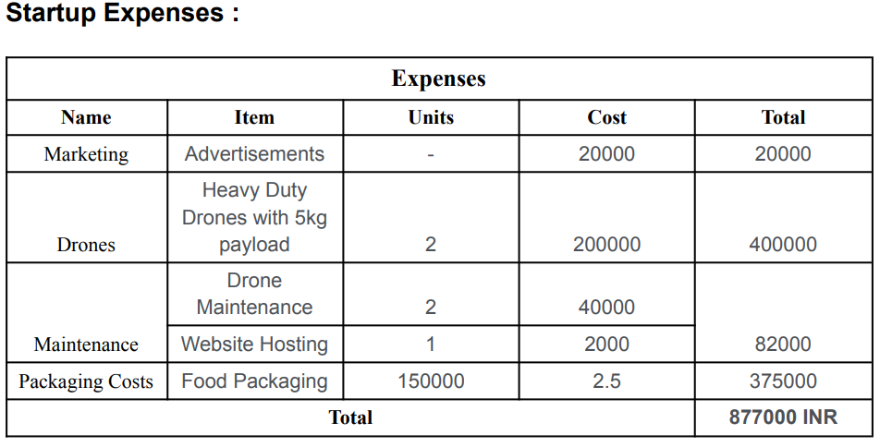 Startup Expenses :
Expenses
Name Item Units Cost Total
Marketing Advertisements - 20000 20000
Heavy Duty
Drones with 5kg
Drones payload 2 200000 400000
Drone
Maintenance 2 40000
Maintenance Website Hosting 1 2000 82000
Packaging Costs Food Packaging 150000 2.5 375000
Total 877000 INR